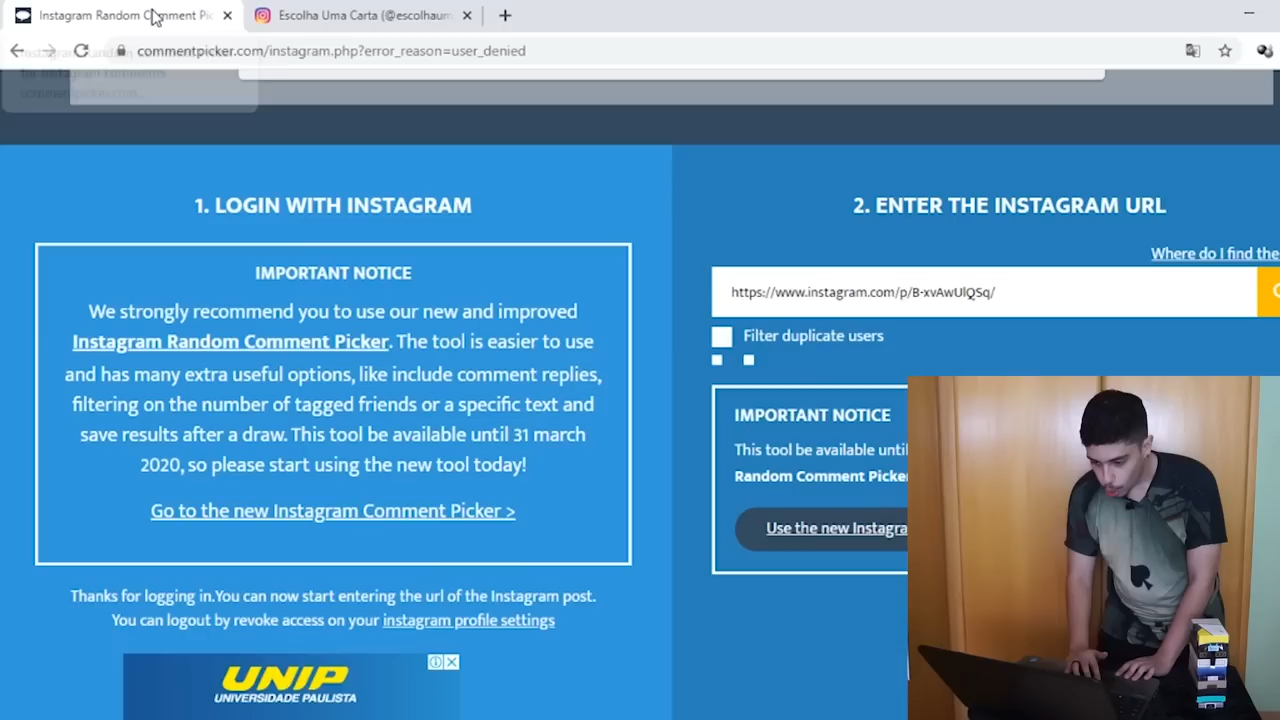 Instagram Random Comment Pic
Escolha Uma Carta (@escolhaum
commentpicker.com/instagram.php?error_reason=user_denied
1. LOGIN WITH INSTAGRAM
IMPORTANT NOTICE
We strongly recommend you to use our new and improved
Instagram Random Comment Picker. The tool is easier to use
and has many extra useful options, like include comment replies,
filtering on the number of tagged friends or a specific text and
save results after a draw. This tool be available until 31 march
2020, so please start using the new tool today!
Go to the new Instagram Comment Picker >
Thanks for logging in.You can now start entering the url of the Instagram post.
You can logout by revoke access on your instagram profile settings
UNIP
UNIVERSIDADE PAULISTA
2. ENTER THE INSTAGRAM URL
Where do I find the
https://www.instagram.com/p/B-xvAwUlQSq/
Filter duplicate users
IMPORTANT NOTICE
This tool be available until
Random Comment Picke
Use the new Instagra